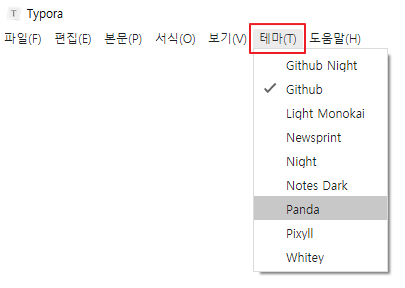 T Typora
파일(F) 편집(E) 본문(P) 서식(O) 보기(V) 테마(T) 도움말(H)
Github Night
Github
Light Monokai
Newsprint
Night
Notes Dark
Panda
Pixyll
Whitey